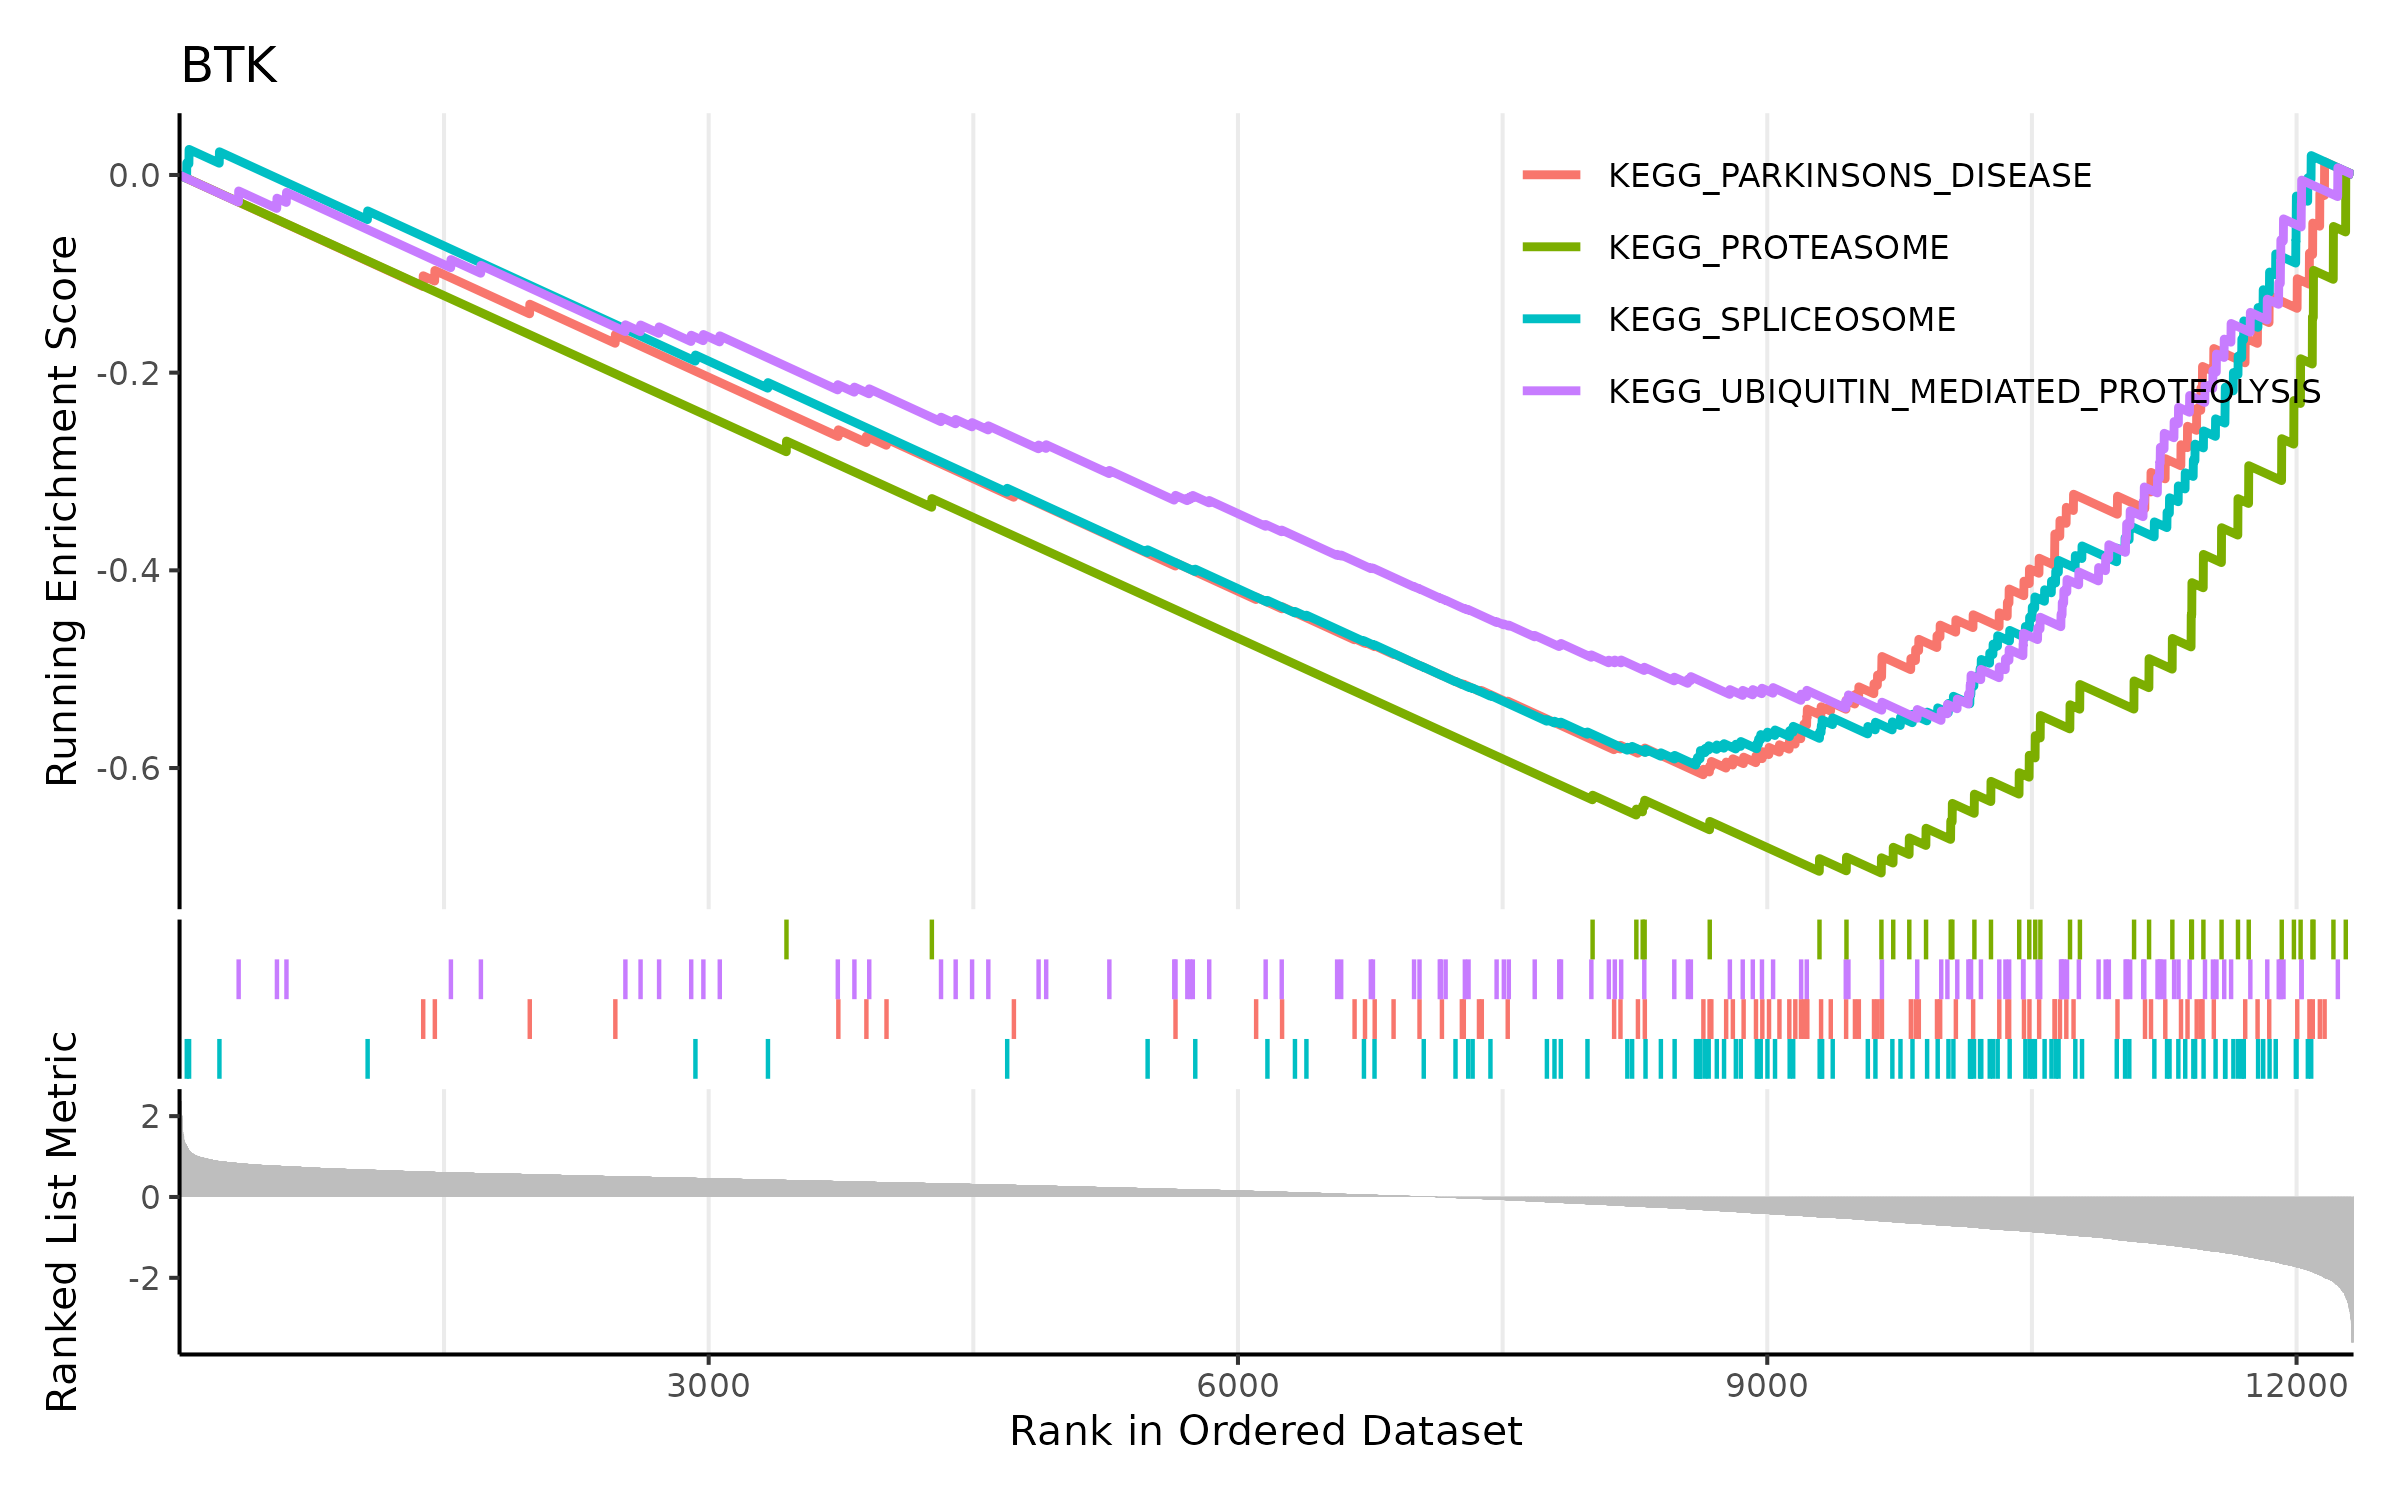 BTK
Running Enrichment Score
0.0
-0.2
-0.4
-0.6
KEGG_PARKINSONS_DISEASE
KEGG_PROTEASOME
KEGG_SPLICEOSOME
KEGG_UBIQUITIN_MEDIATED_PROTEOLYSIS
Ranked List Metric
2
0
-2
3000
6000
9000
12000
Rank in Ordered Dataset